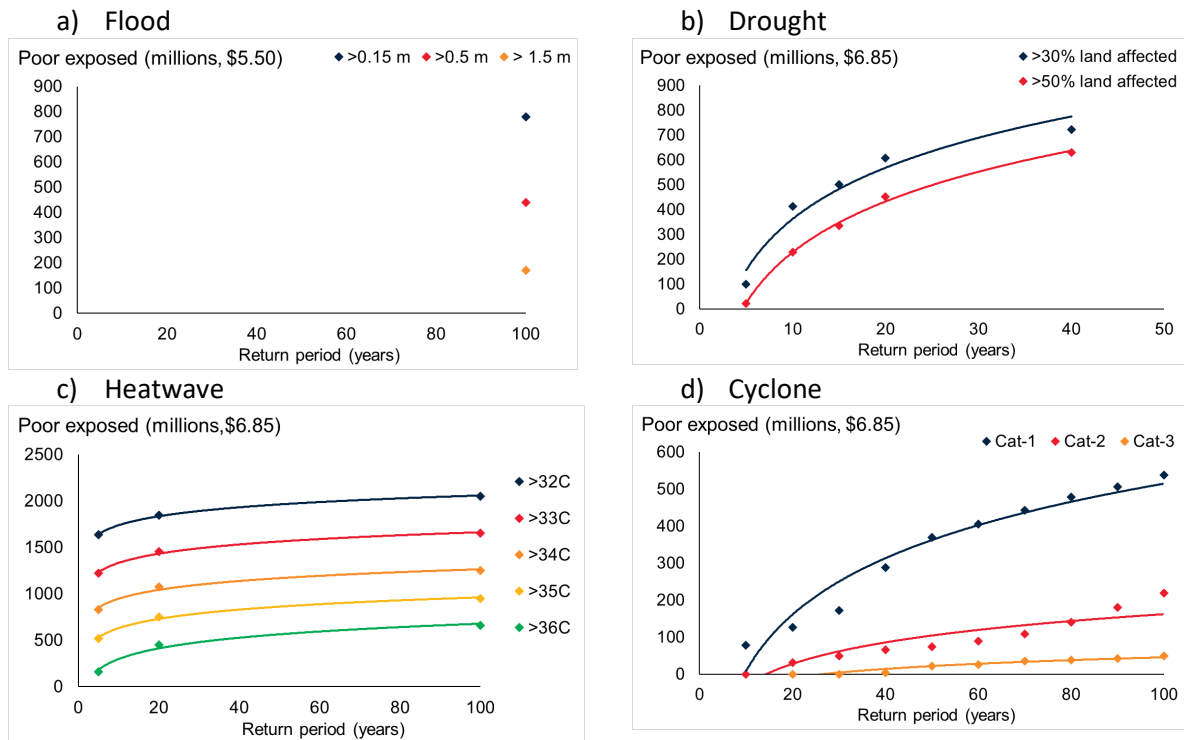 a) Flood
Poor exposed (millions, $5.50)
>0.15 m >0.5 m > 1.5 m
900
800
700
600
500
400
300
200
100
0
0 20 40 60 80 100
Return period (years)
b) Drought
Poor exposed (millions, $6.85)
>30% land affected
>50% land affected
900
800
700
600
500
400
300
200
100
0
0 10 20 30 40 50
Return period (years)
c) Heatwave
Poor exposed (millions,$6.85)
2500
2000
1500
1000
500
0
0 20 40 60 80 100
Return period (years)
>32C
>33C
>34C
>35C
>36C
d) Cyclone
Poor exposed (millions, $6.85)
Cat-1 Cat-2 Cat-3
600
500
400
300
200
100
0
0 20 40 60 80 100
Return period (years)